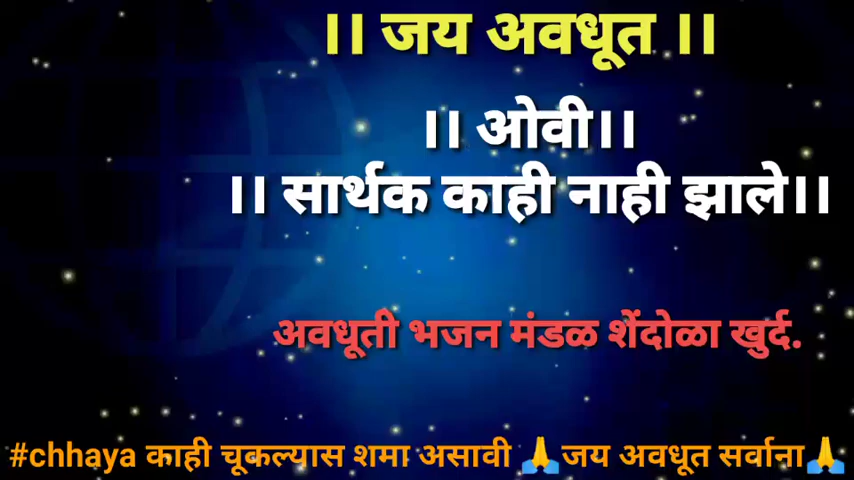 ।। जय अवधूत ।।
।। ओवी।।
।। सार्थक काही नाही झाले।।
अवधूती भजन मंडळ शेंदोळा खुर्द.
#chhaya काही चूकल्यास शमा असावी 🙏जय अवधूत सर्वाना🙏